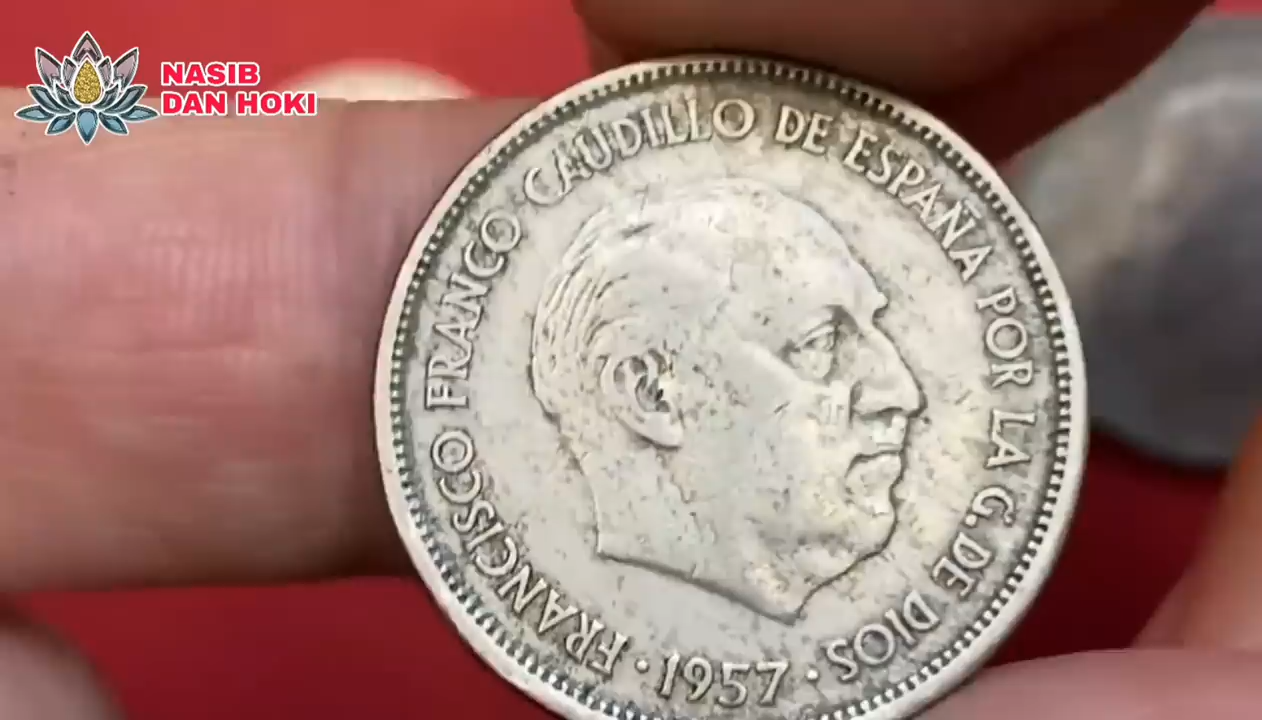 NASIB
DAN HOKI
FRANCISCO FRANCO CAUDILLO DE ESPAÑA POR LA G. DE DIOS
· 1957 ·